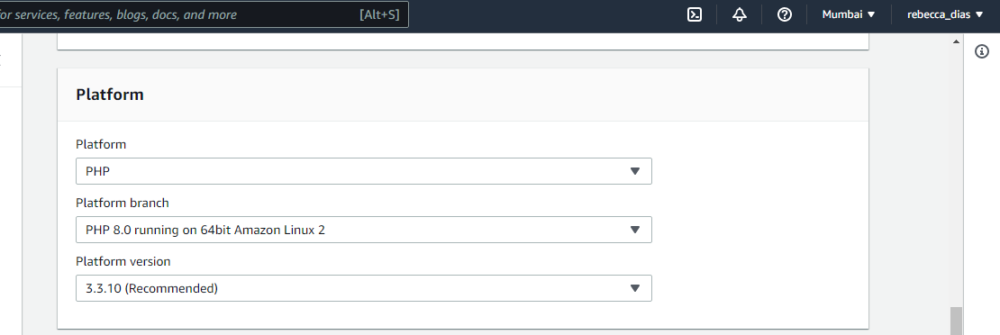 or services, features, blogs, docs, and more [Alt+S] Mumbai ▼ rebecca_dias ▼
Platform
Platform
PHP
Platform branch
PHP 8.0 running on 64bit Amazon Linux 2
Platform version
3.3.10 (Recommended)